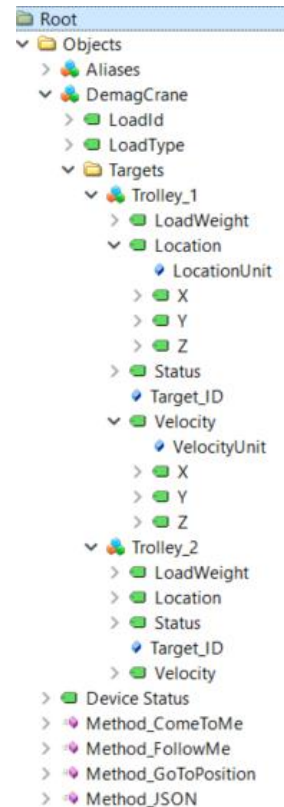 Root
Objects
Aliases
DemagCrane
LoadId
LoadType
Targets
Trolley_1
LoadWeight
Location
LocationUnit
X
Y
Z
Status
Target_ID
Velocity
VelocityUnit
X
Y
Z
Trolley_2
LoadWeight
Location
Status
Target_ID
Velocity
Device Status
Method_ComeToMe
Method_FollowMe
Method_GoToPosition
Method_JSON